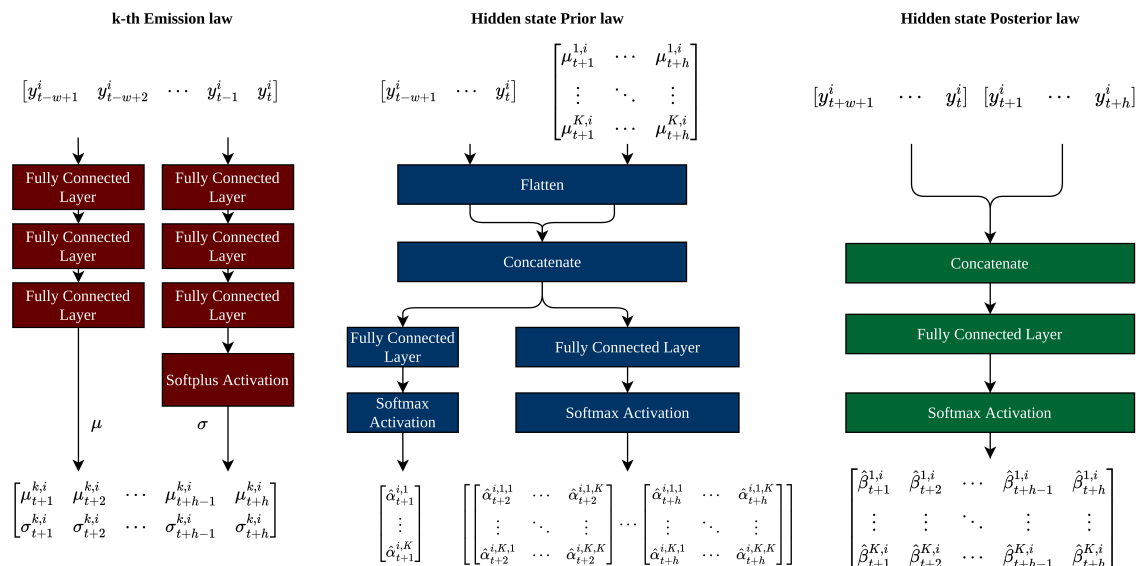 k-th Emission law
[y^i_{t-w+1} y^i_{t-w+2} ⋯ y^i_{t-1} y^i_t]
Fully Connected
Layer
Fully Connected
Layer
Fully Connected
Layer
Fully Connected
Layer
Fully Connected
Layer
Fully Connected
Layer
Softplus Activation
μ
σ
[μ^{k,i}_{t+1} μ^{k,i}_{t+2} ⋯ μ^{k,i}_{t+h-1} μ^{k,i}_{t+h}
σ^{k,i}_{t+1} σ^{k,i}_{t+2} ⋯ σ^{k,i}_{t+h-1} σ^{k,i}_{t+h}]
Hidden state Prior law
[y^i_{t-w+1} ⋯ y^i_t]
[μ^{1,i}_{t+1} ⋯ μ^{1,i}_{t+h}
⋮ ⋱ ⋮
μ^{K,i}_{t+1} ⋯ μ^{K,i}_{t+h}]
Flatten
Concatenate
Fully Connected
Layer
Softmax
Activation
Fully Connected Layer
Softmax Activation
[α̂^{i,1}_{t+1}
⋮
α̂^{i,K}_{t+1}]
[[α̂^{i,1,1}_{t+2} ⋯ α̂^{i,1,K}_{t+2}] [α̂^{i,1,1}_{t+h} ⋯ α̂^{i,1,K}_{t+h}]
⋮ ⋱ ⋮ ⋯ ⋮ ⋱ ⋮
[α̂^{i,K,1}_{t+2} ⋯ α̂^{i,K,K}_{t+2}] [α̂^{i,K,1}_{t+h} ⋯ α̂^{i,K,K}_{t+h}]]
Hidden state Posterior law
[y^i_{t+w+1} ⋯ y^i_t] [y^i_{t+1} ⋯ y^i_{t+h}]
Concatenate
Fully Connected Layer
Softmax Activation
[β̂^{1,i}_{t+1} β̂^{1,i}_{t+2} ⋯ β̂^{1,i}_{t+h-1} β̂^{1,i}_{t+h}
⋮ ⋮ ⋱ ⋮ ⋮
β̂^{K,i}_{t+1} β̂^{K,i}_{t+2} ⋯ β̂^{K,i}_{t+h-1} β̂^{K,i}_{t+h}]